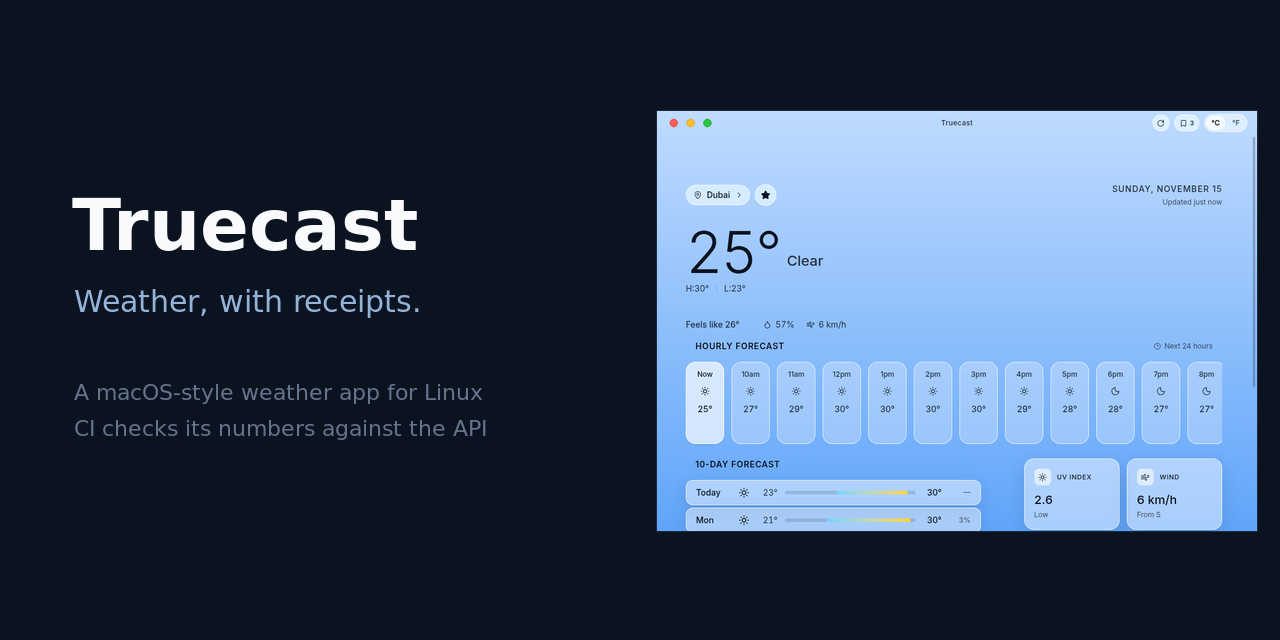 Truecast
Weather, with receipts.
A macOS-style weather app for Linux
CI checks its numbers against the API
Truecast
3
°C °F
Dubai
SUNDAY, NOVEMBER 15
Updated just now
25° Clear
H:30° L:23°
Feels like 26° 57% 6 km/h
HOURLY FORECAST
Next 24 hours
Now 10am 11am 12pm 1pm 2pm 3pm 4pm 5pm 6pm 7pm 8pm
25° 27° 29° 30° 30° 30° 30° 29° 28° 28° 27° 27°
10-DAY FORECAST
Today 23° 30° —
Mon 21° 30° 3%
UV INDEX
2.6
Low
WIND
6 km/h
From S